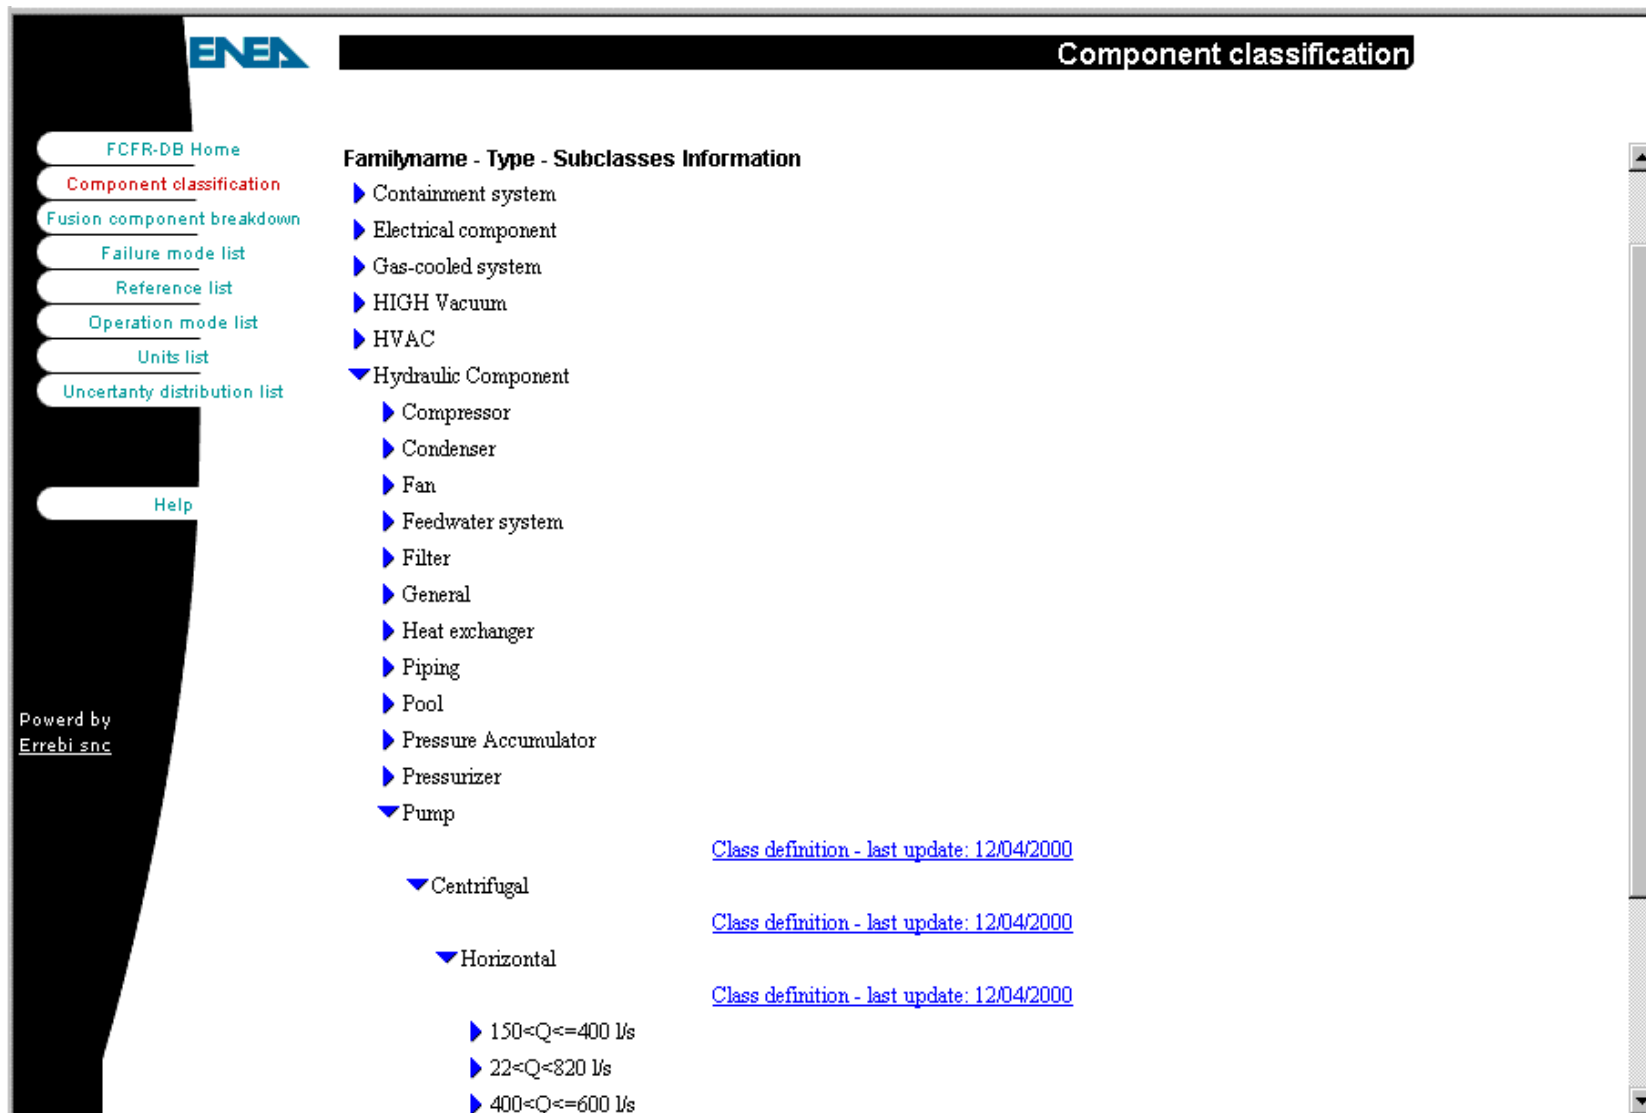 ENEA
Component classification
FCFR-DB Home
Component classification
Fusion component breakdown
Failure mode list
Reference list
Operation mode list
Units list
Uncertanty distribution list
Help
Powerd by
Errebi snc
Familyname - Type - Subclasses Information
Containment system
Electrical component
Gas-cooled system
HIGH Vacuum
HVAC
Hydraulic Component
Compressor
Condenser
Fan
Feedwater system
Filter
General
Heat exchanger
Piping
Pool
Pressure Accumulator
Pressurizer
Pump
Class definition - last update: 12/04/2000
Centrifugal
Class definition - last update: 12/04/2000
Horizontal
Class definition - last update: 12/04/2000
150<Q<=400 l/s
22<Q<820 l/s
400<Q<=600 l/s